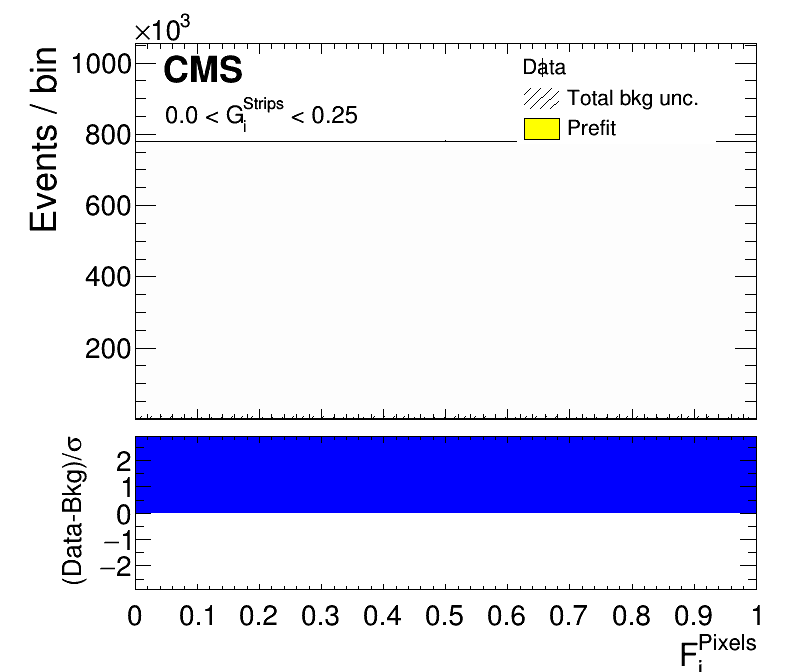 ×10³
Events / bin
1000
800
600
400
200
CMS
0.0 < G_i^Strips < 0.25
Data
Total bkg unc.
Prefit
(Data-Bkg)/σ
2
1
0
−1
−2
0 0.1 0.2 0.3 0.4 0.5 0.6 0.7 0.8 0.9 1
F_i^Pixels